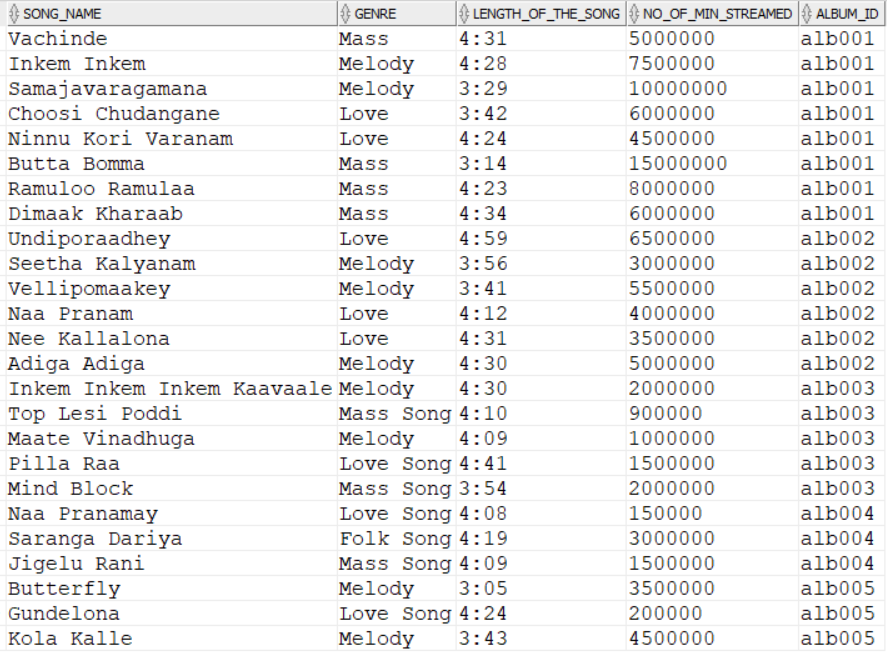 SONG_NAME GENRE LENGTH_OF_THE_SONG NO_OF_MIN_STREAMED ALBUM_ID
Vachinde Mass 4:31 5000000 alb001
Inkem Inkem Melody 4:28 7500000 alb001
Samajavaragamana Melody 3:29 10000000 alb001
Choosi Chudangane Love 3:42 6000000 alb001
Ninnu Kori Varanam Love 4:24 4500000 alb001
Butta Bomma Mass 3:14 15000000 alb001
Ramuloo Ramulaa Mass 4:23 8000000 alb001
Dimaak Kharaab Mass 4:34 6000000 alb001
Undiporaadhey Love 4:59 6500000 alb002
Seetha Kalyanam Melody 3:56 3000000 alb002
Vellipomaakey Melody 3:41 5500000 alb002
Naa Pranam Love 4:12 4000000 alb002
Nee Kallalona Love 4:31 3500000 alb002
Adiga Adiga Melody 4:30 5000000 alb002
Inkem Inkem Inkem Kaavaale Melody 4:30 2000000 alb003
Top Lesi Poddi Mass Song 4:10 900000 alb003
Maate Vinadhuga Melody 4:09 1000000 alb003
Pilla Raa Love Song 4:41 1500000 alb003
Mind Block Mass Song 3:54 2000000 alb003
Naa Pranamay Love Song 4:08 150000 alb004
Saranga Dariya Folk Song 4:19 3000000 alb004
Jigelu Rani Mass Song 4:09 1500000 alb004
Butterfly Melody 3:05 3500000 alb005
Gundelona Love Song 4:24 200000 alb005
Kola Kalle Melody 3:43 4500000 alb005